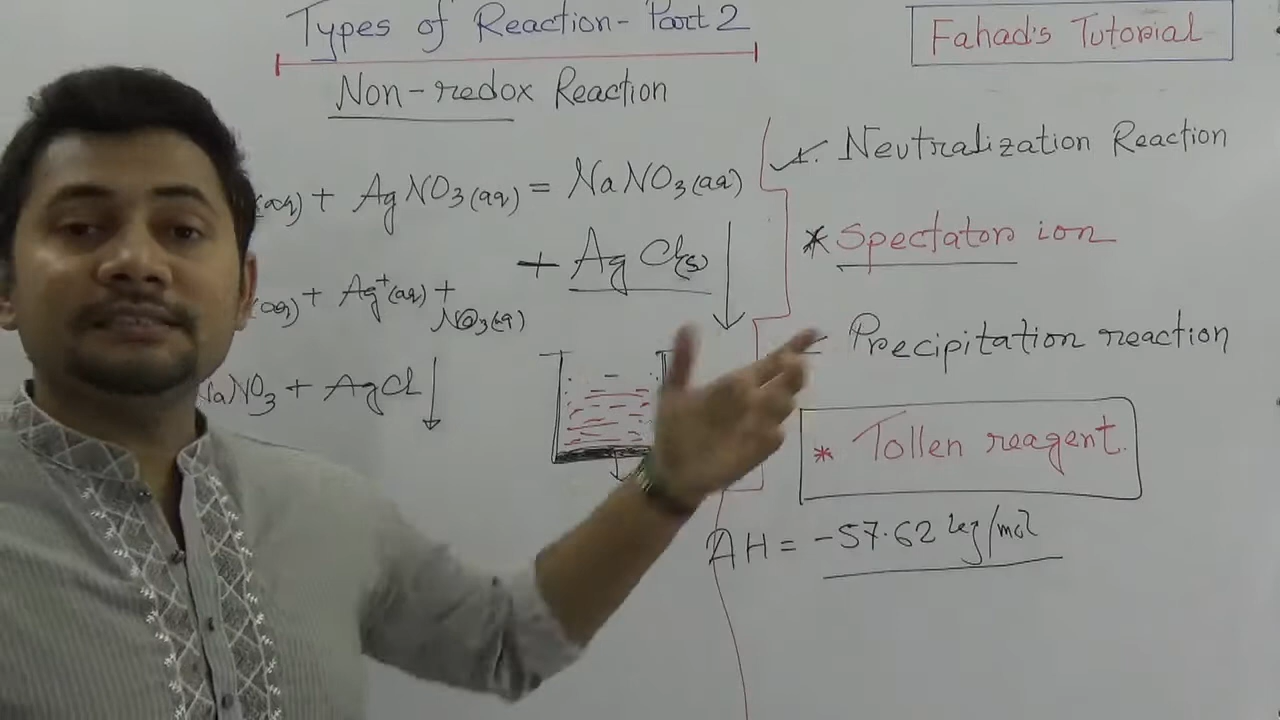 Types of Reaction- Part 2
Fahad's Tutorial
Non-redox Reaction
(aq) + AgNO3(aq) = NaNO3(aq)
+ AgCl(s)
(aq) + Ag+(aq) +
NO3(aq)
NaNO3 + AgCl
1. Neutralization Reaction
* Spectator ion
Precipitation reaction
* Tollen reagent.
ΔH = -57.62 kJ/mol